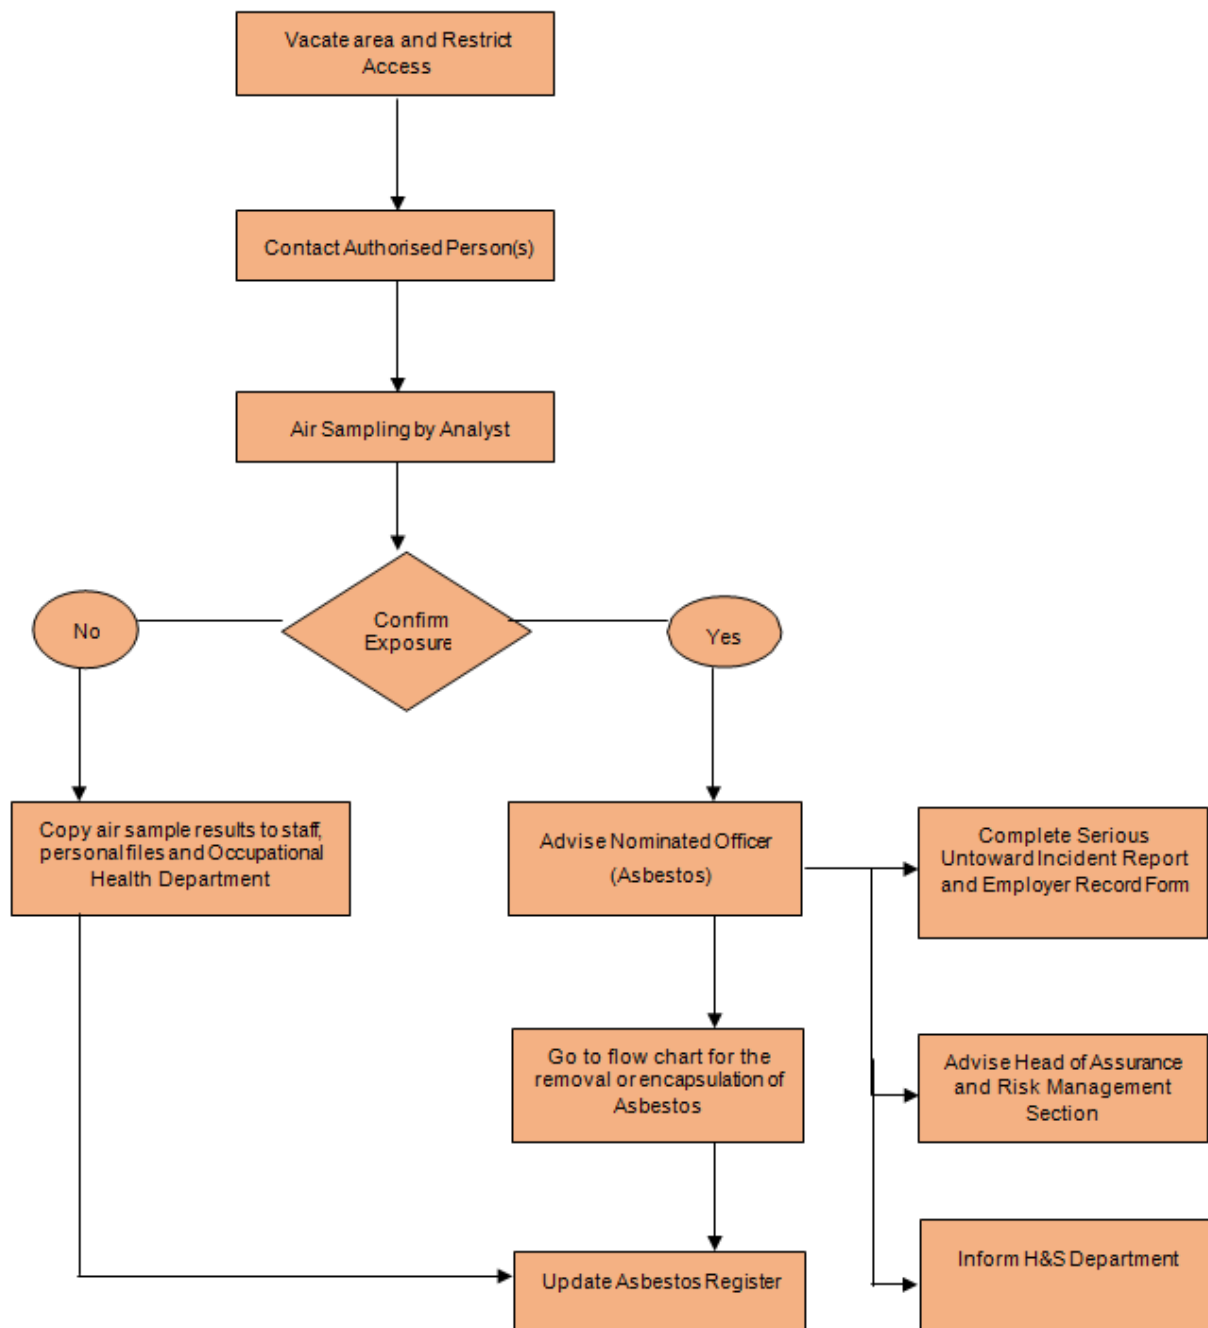 Vacate area and Restrict
Access
Contact Authorised Person(s)
Air Sampling by Analyst
Confirm
Exposure
No
Yes
Copy air sample results to staff,
personal files and Occupational
Health Department
Advise Nominated Officer
(Asbestos)
Complete Serious
Untoward Incident Report
and Employer Record Form
Go to flow chart for the
removal or encapsulation of
Asbestos
Advise Head of Assurance
and Risk Management
Section
Update Asbestos Register
Inform H&S Department